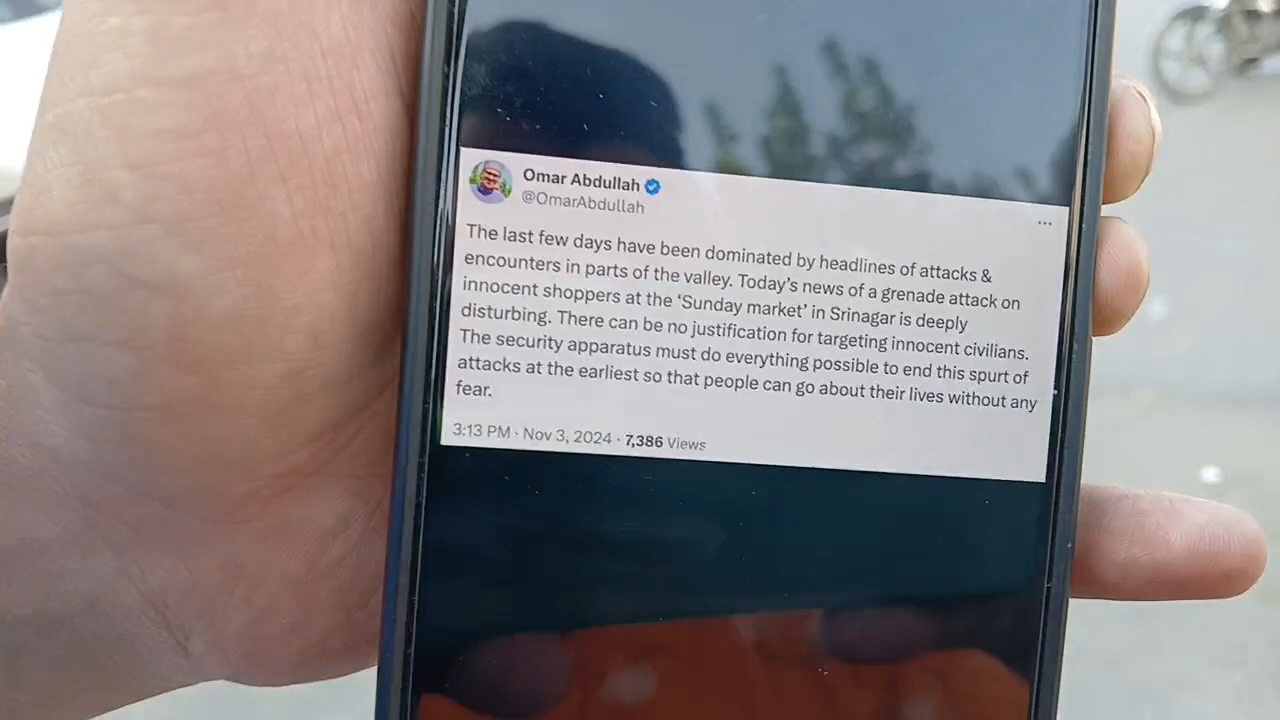 Omar Abdullah
@OmarAbdullah
The last few days have been dominated by headlines of attacks &
encounters in parts of the valley. Today's news of a grenade attack on
innocent shoppers at the ‘Sunday market’ in Srinagar is deeply
disturbing. There can be no justification for targeting innocent civilians.
The security apparatus must do everything possible to end this spurt of
attacks at the earliest so that people can go about their lives without any
fear.
3:13 PM · Nov 3, 2024 · 7,386 Views